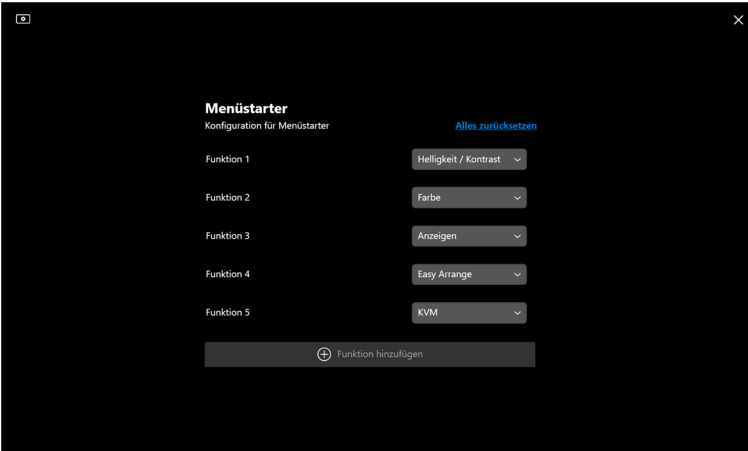 Menüstarter
Konfiguration für Menüstarter Alles zurücksetzen
Funktion 1 Helligkeit / Kontrast
Funktion 2 Farbe
Funktion 3 Anzeigen
Funktion 4 Easy Arrange
Funktion 5 KVM
Funktion hinzufügen